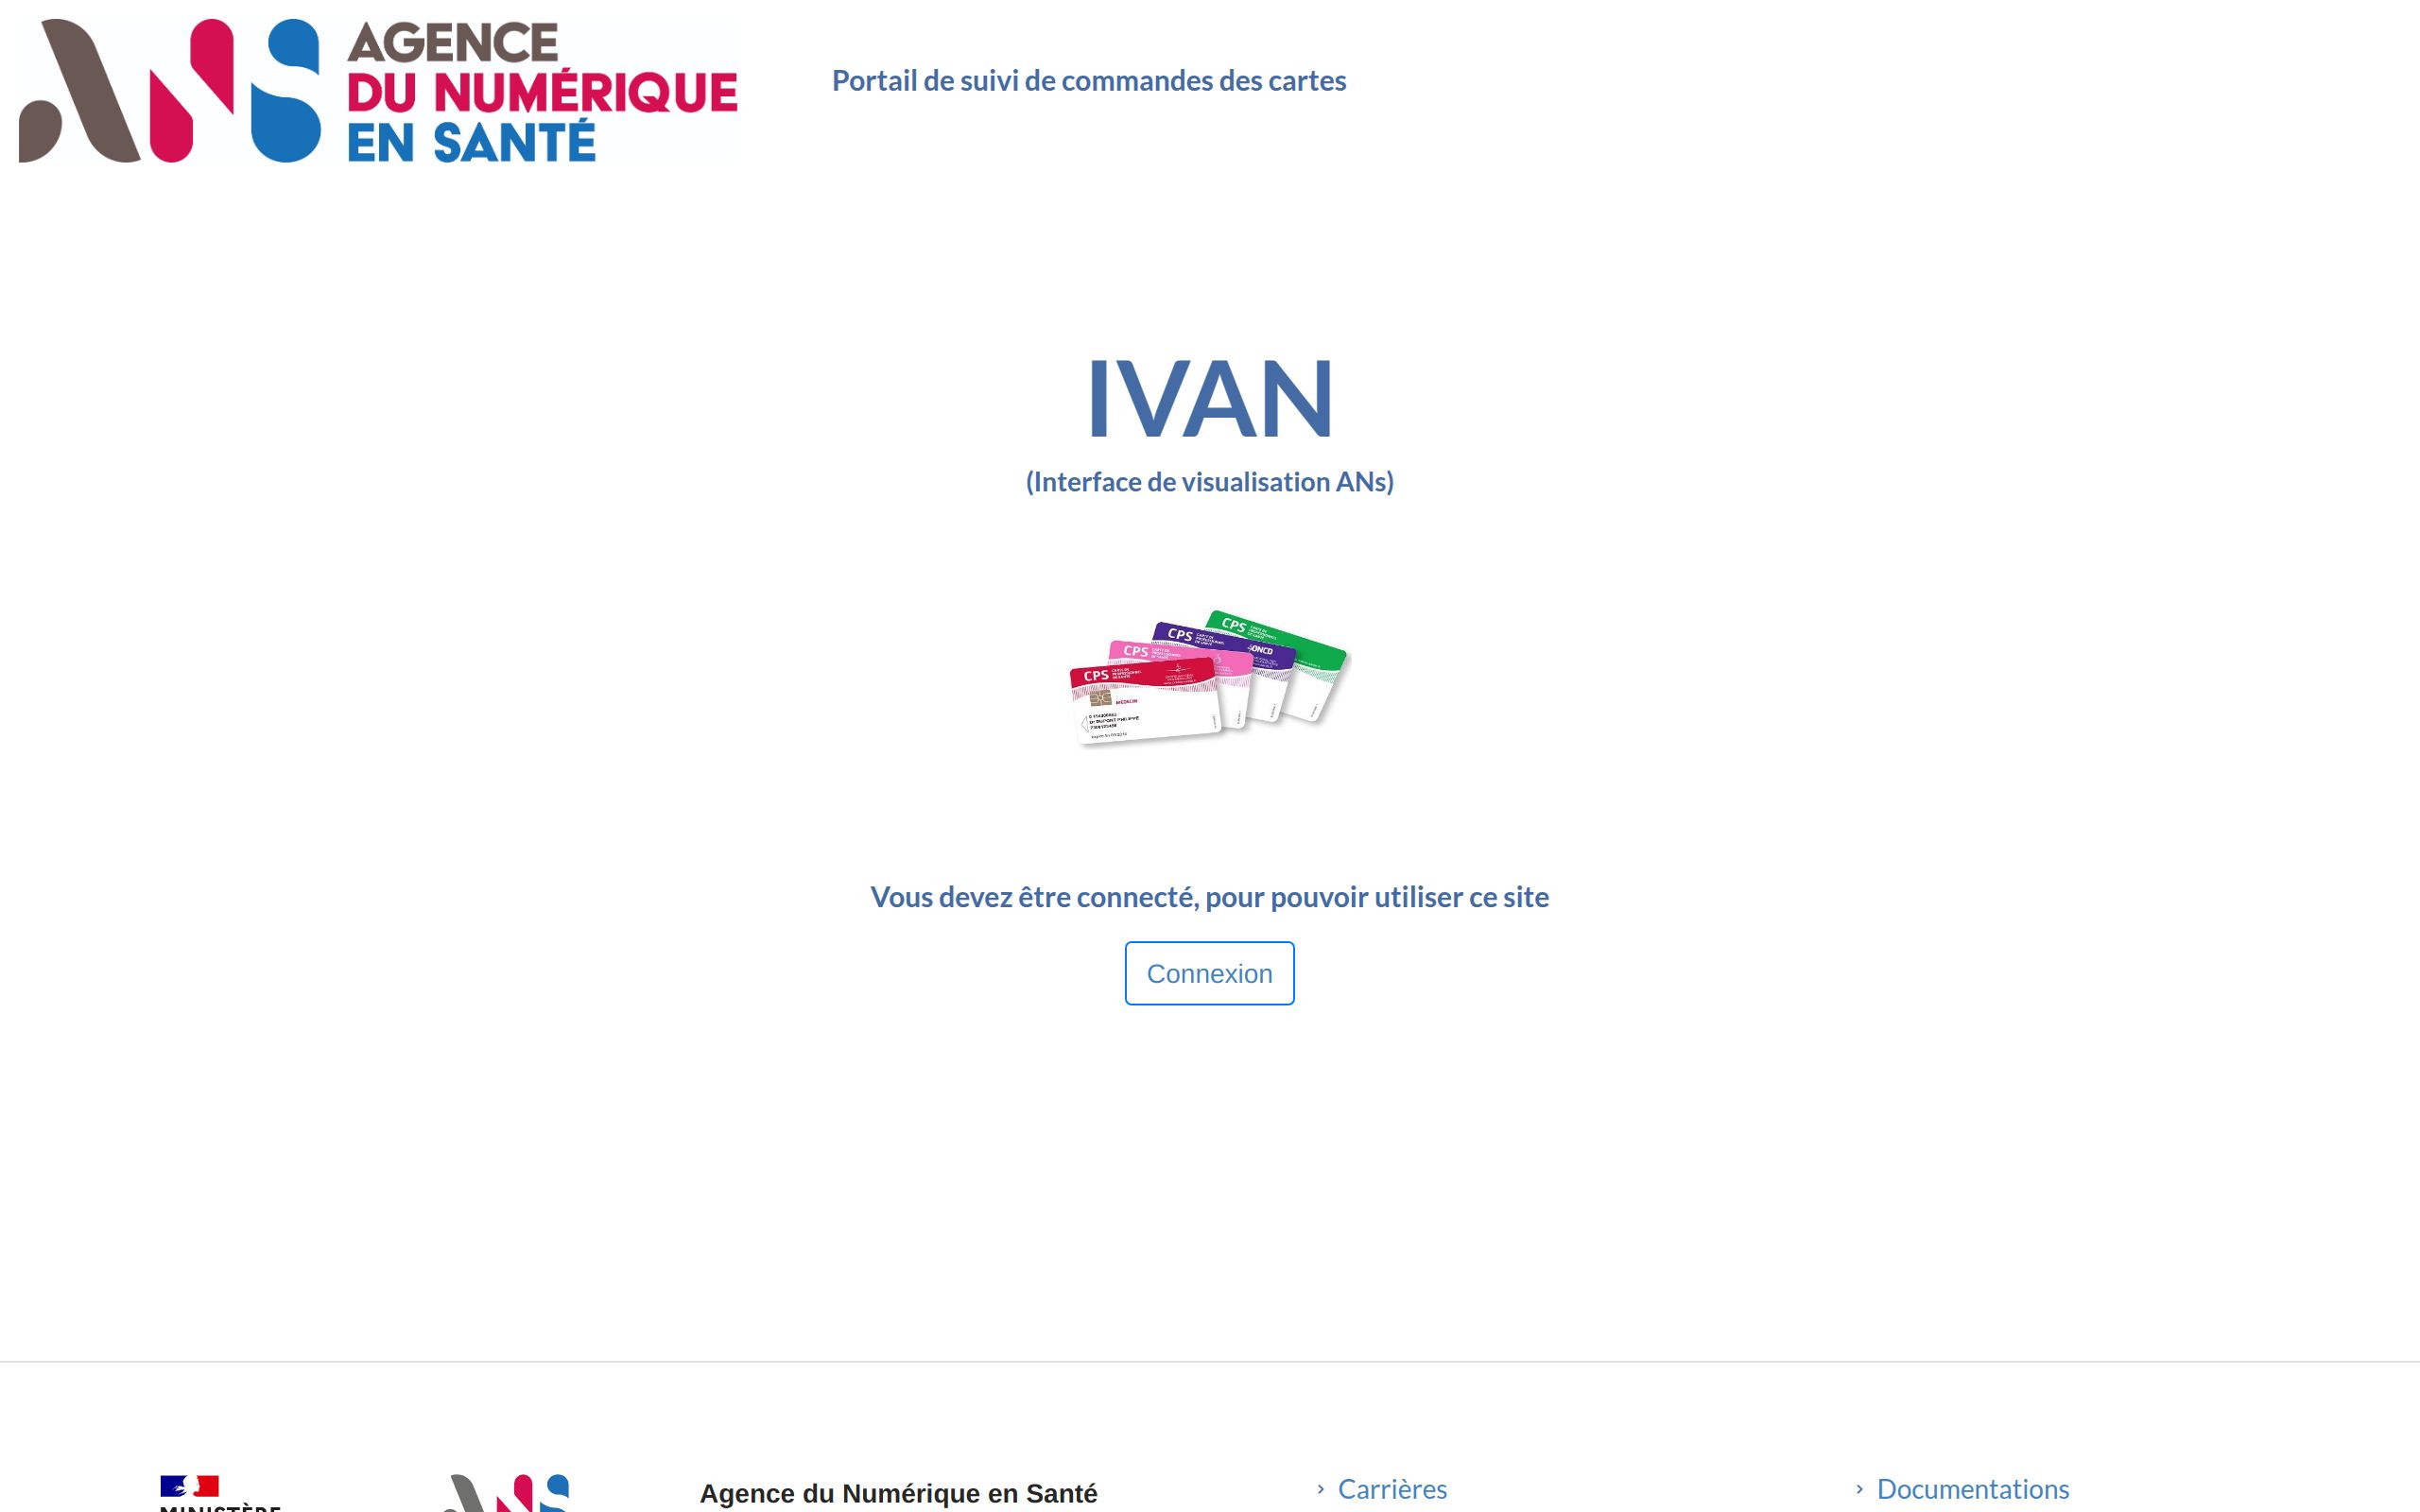 AGENCE
DU NUMÉRIQUE
EN SANTÉ
Portail de suivi de commandes des cartes
IVAN
(Interface de visualisation ANs)
CPS
CPS
ONCD
CPS
CPS
MÉDECIN
Vous devez être connecté, pour pouvoir utiliser ce site
Connexion
MINISTÈRE
Agence du Numérique en Santé
Carrières
Documentations